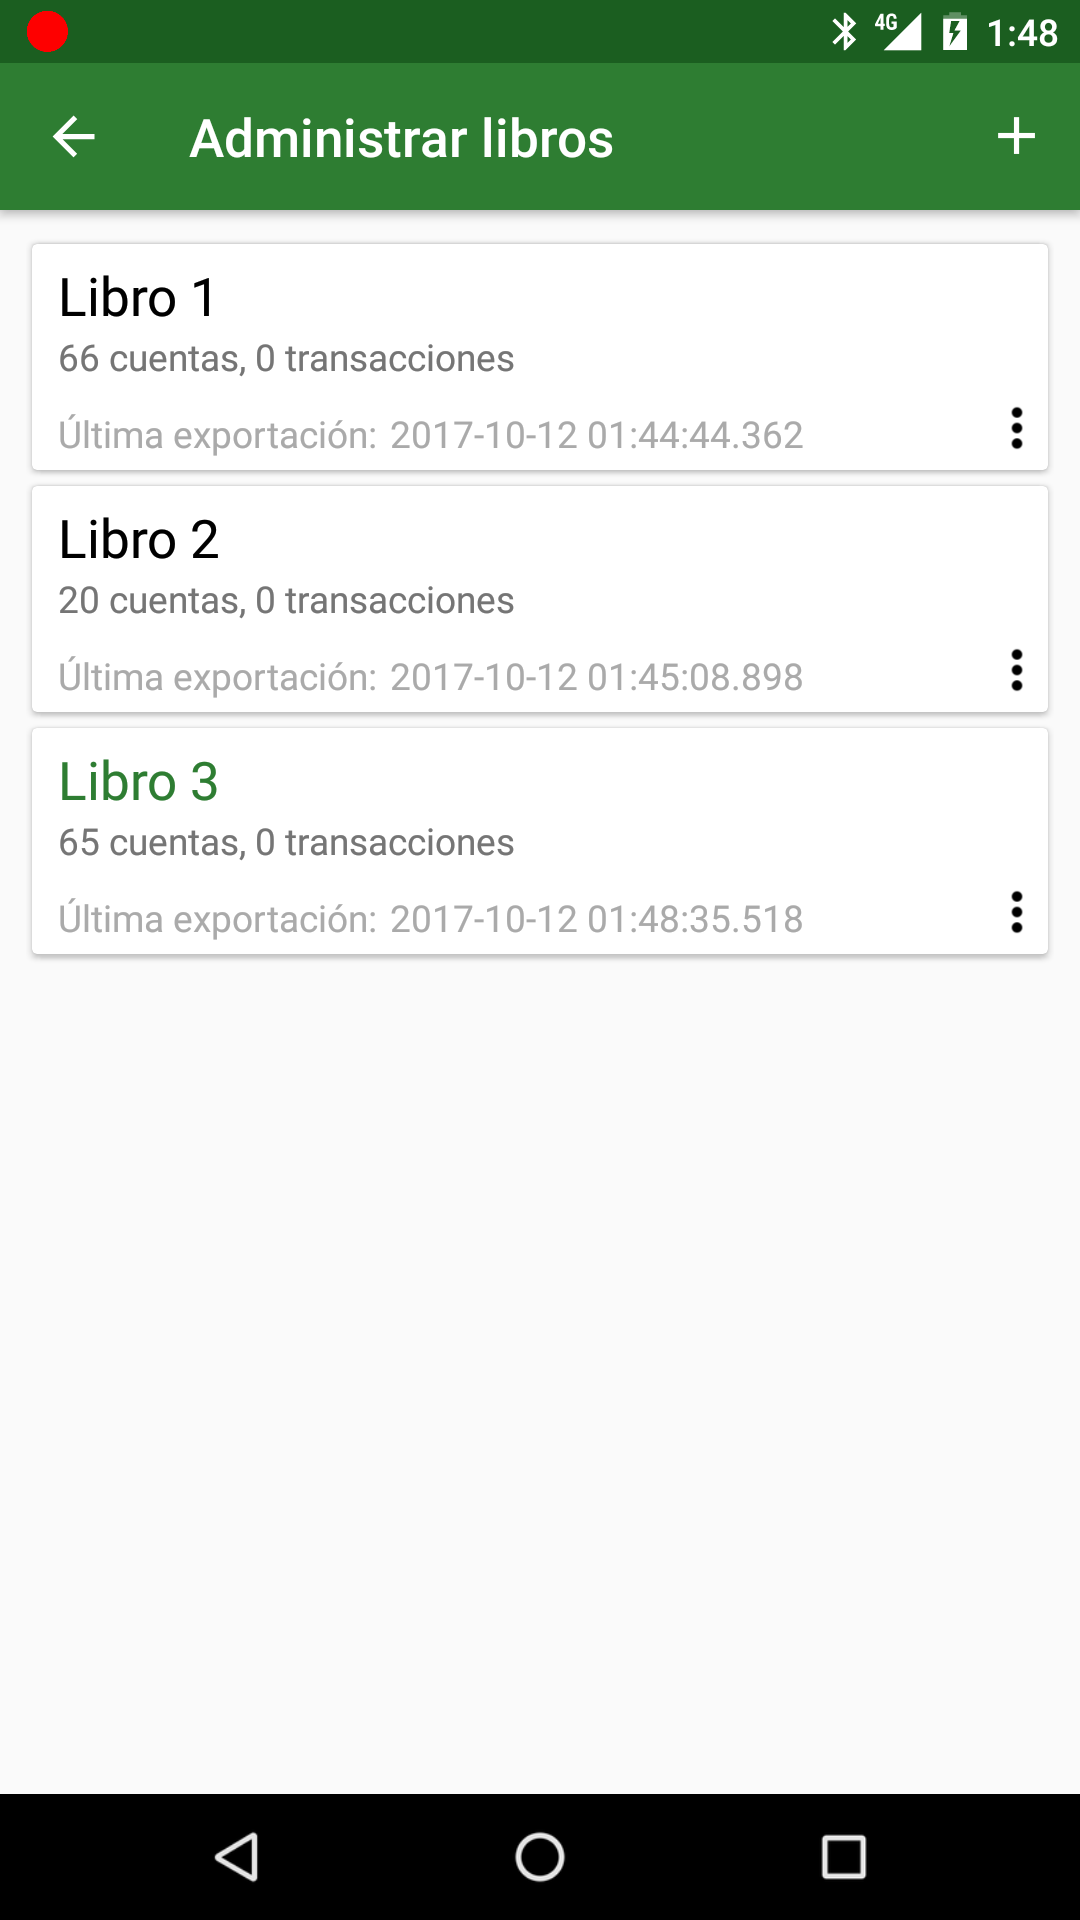 4G 1:48
Administrar libros
Libro 1
66 cuentas, 0 transacciones
Última exportación: 2017-10-12 01:44:44.362
Libro 2
20 cuentas, 0 transacciones
Última exportación: 2017-10-12 01:45:08.898
Libro 3
65 cuentas, 0 transacciones
Última exportación: 2017-10-12 01:48:35.518